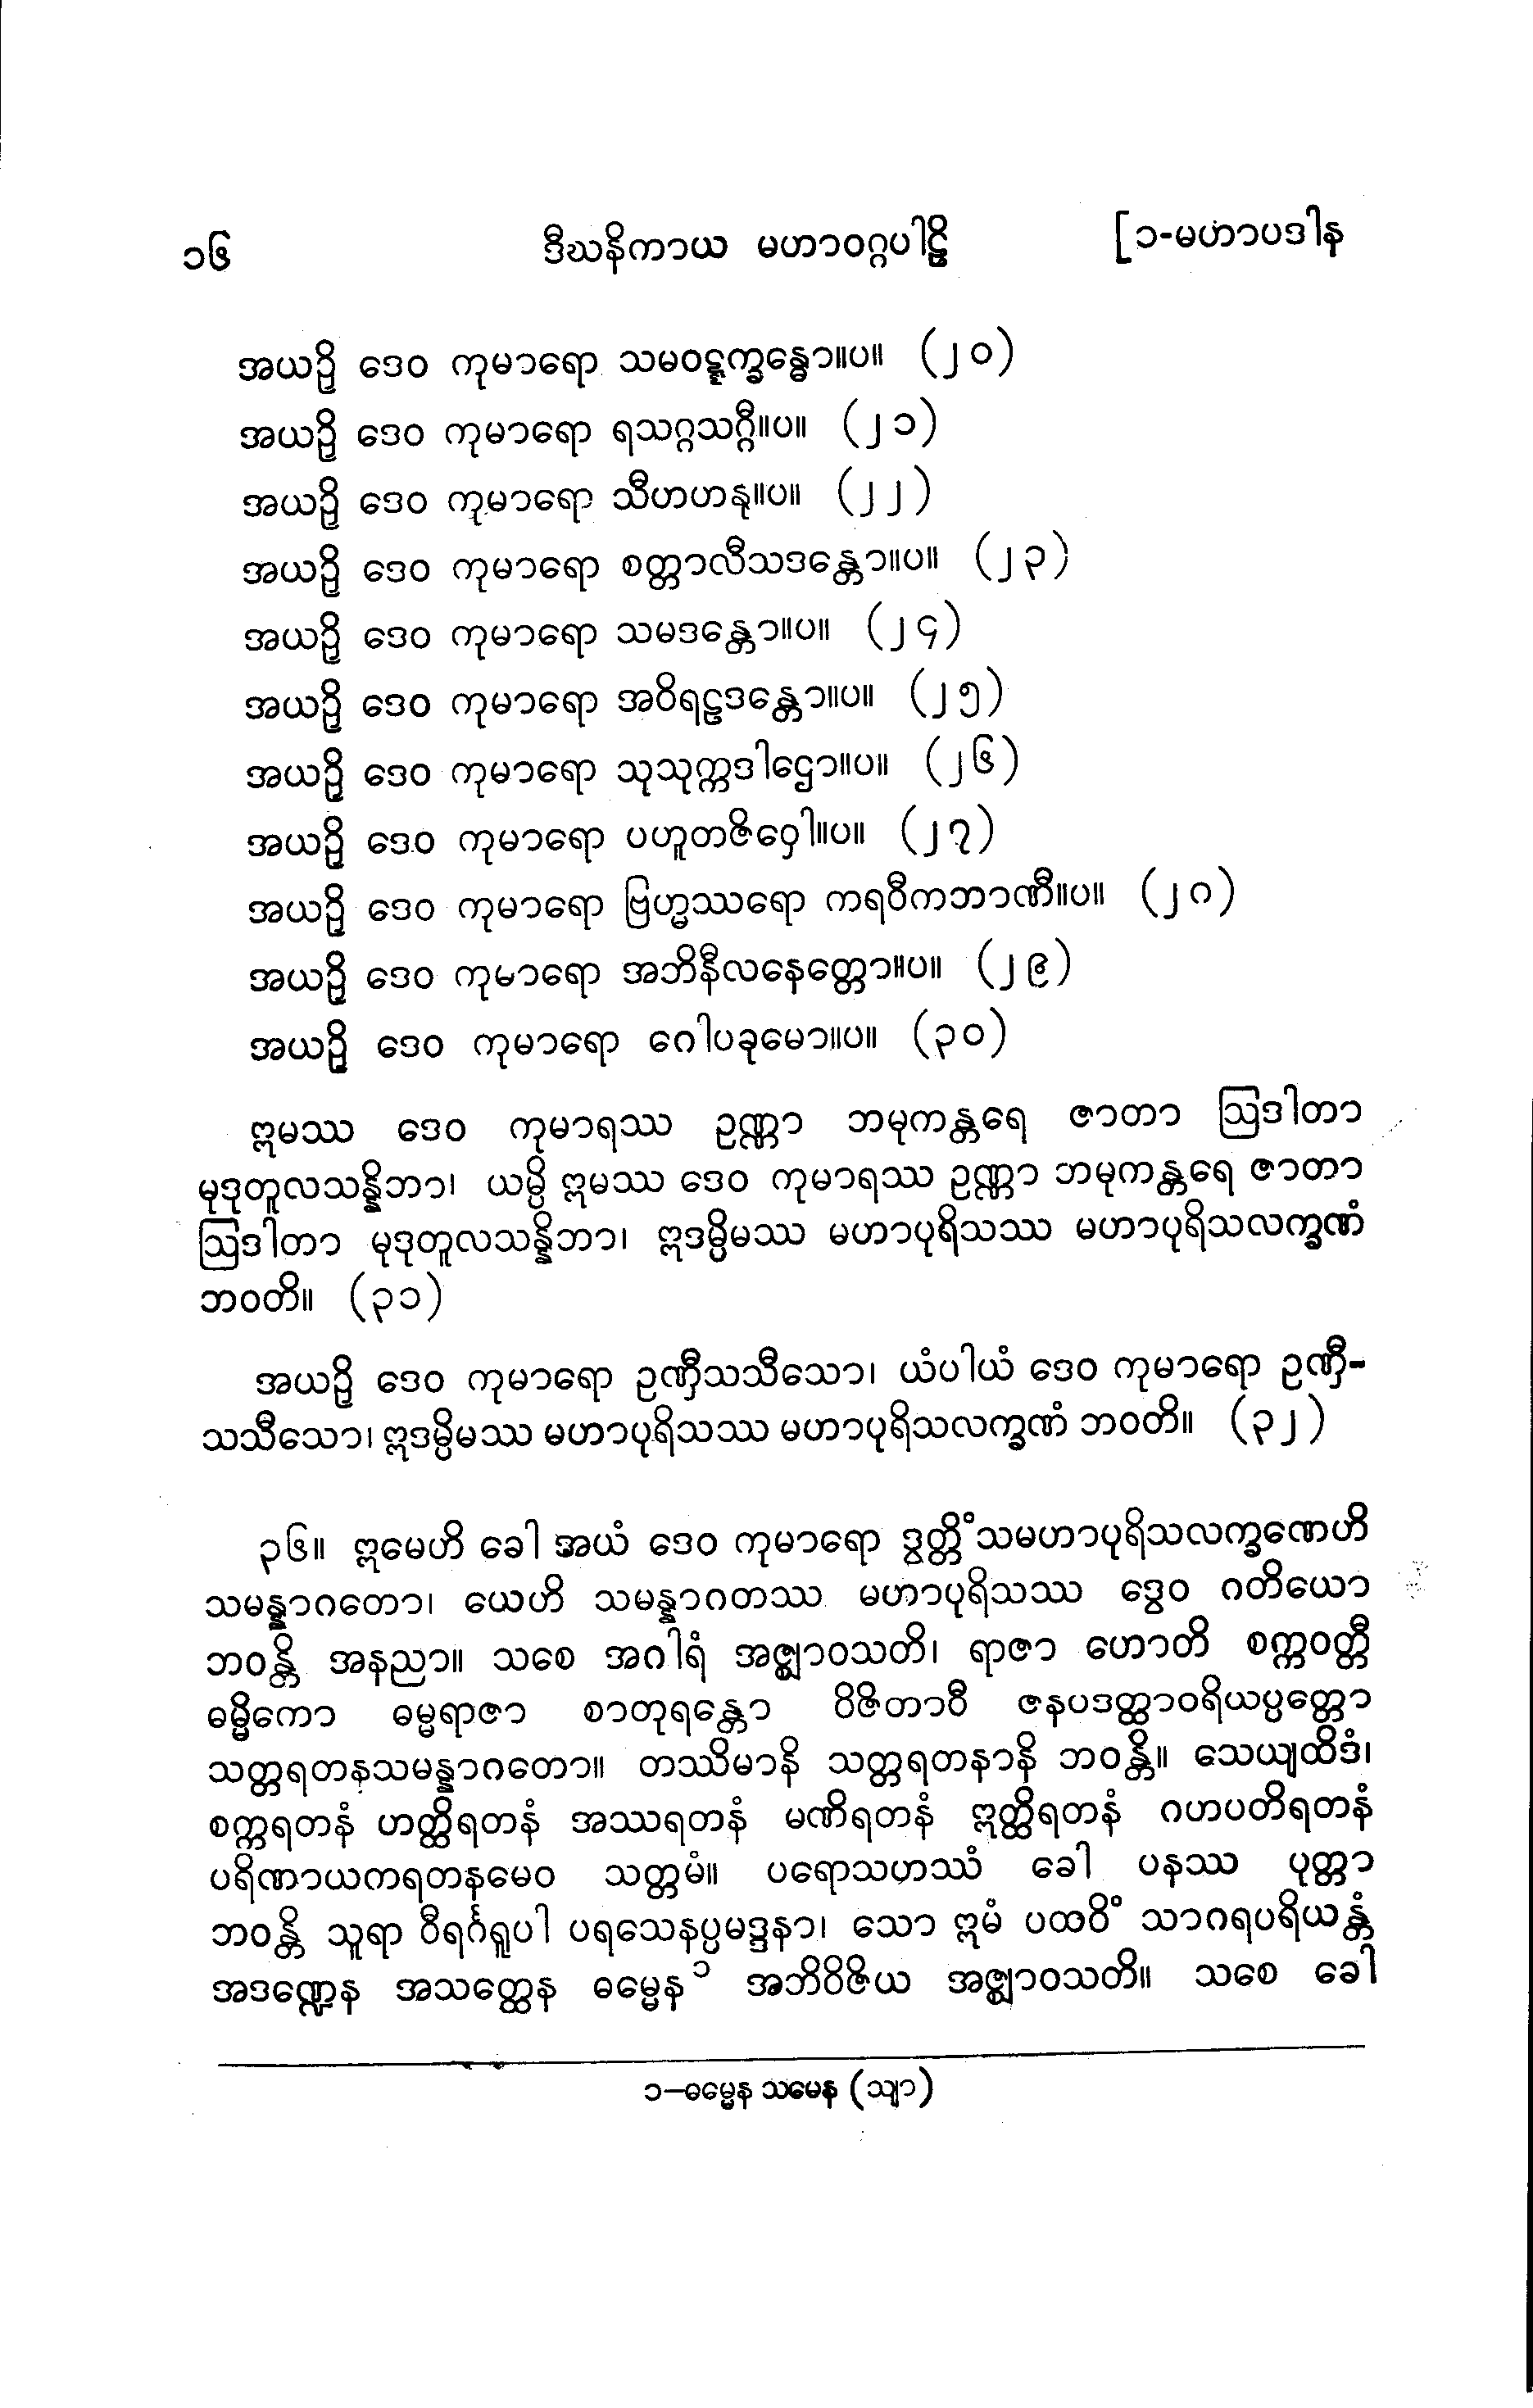 ၁၆ ဒီဃနိကာယ မဟာဝဂ္ဂပါဠိ [၁-မဟာပဒါန
အယဉှိ ဒေဝ ကုမာရော သမဝဋ္ဋက္ခန္ဓော။ပ။ (၂၀)
အယဉှိ ဒေဝ ကုမာရော ရသဂ္ဂသဂ္ဂီ။ပ။ (၂၁)
အယဉှိ ဒေဝ ကုမာရော သီဟဟနု။ပ။ (၂၂)
အယဉှိ ဒေဝ ကုမာရော စတ္တာလီသဒန္တော။ပ။ (၂၃)
အယဉှိ ဒေဝ ကုမာရော သမဒန္တော။ပ။ (၂၄)
အယဉှိ ဒေဝ ကုမာရော အဝိရဠဒန္တော။ပ။ (၂၅)
အယဉှိ ဒေဝ ကုမာရော သုသုက္ကဒါဌော။ပ။ (၂၆)
အယဉှိ ဒေဝ ကုမာရော ပဟူတဇိဝှေါ။ပ။ (၂၇)
အယဉှိ ဒေဝ ကုမာရော ဗြဟ္မဿရော ကရဝီကဘာဏီ။ပ။ (၂၈)
အယဉှိ ဒေဝ ကုမာရော အဘိနီလနေတ္တော။ပ။ (၂၉)
အယဉှိ ဒေဝ ကုမာရော ဂေါပခုမော။ပ။ (၃၀)
ဣမဿ ဒေဝ ကုမာရဿ ဥဏ္ဏာ ဘမုကန္တရေ ဇာတာ ဩဒါတာ
မုဒုတူလသန္နိဘာ၊ ယမ္ပိ ဣမဿ ဒေဝ ကုမာရဿ ဥဏ္ဏာ ဘမုကန္တရေ ဇာတာ
ဩဒါတာ မုဒုတူလသန္နိဘာ၊ ဣဒမ္ပိမဿ မဟာပုရိသဿ မဟာပုရိသလက္ခဏံ
ဘဝတိ။ (၃၁)
အယဉှိ ဒေဝ ကုမာရော ဥဏှီသသီသော၊ ယံပါယံ ဒေဝ ကုမာရော ဥဏှီ-
သသီသော၊ ဣဒမ္ပိမဿ မဟာပုရိသဿ မဟာပုရိသလက္ခဏံ ဘဝတိ။ (၃၂)
၃၆။ ဣမေဟိ ခေါ အယံ ဒေဝ ကုမာရော ဒွတ္တိံသမဟာပုရိသလက္ခဏေဟိ
သမန္နာဂတော၊ ယေဟိ သမန္နာဂတဿ မဟာပုရိသဿ ဒွေဝ ဂတိယော
ဘဝန္တိ အနညာ။ သစေ အဂါရံ အဇ္ဈာဝသတိ၊ ရာဇာ ဟောတိ စက္ကဝတ္တီ
ဓမ္မိကော ဓမ္မရာဇာ စာတုရန္တော ဝိဇိတာဝီ ဇနပဒတ္ထာဝရိယပ္ပတ္တော
သတ္တရတနသမန္နာဂတော။ တဿိမာနိ သတ္တရတနာနိ ဘဝန္တိ။ သေယျထိဒံ၊
စက္ကရတနံ ဟတ္ထိရတနံ အဿရတနံ မဏိရတနံ ဣတ္ထိရတနံ ဂဟပတိရတနံ
ပရိဏာယကရတနမေဝ သတ္တမံ။ ပရောသဟဿံ ခေါ ပနဿ ပုတ္တာ
ဘဝန္တိ သူရာ ဝီရင်္ဂရူပါ ပရသေနပ္ပမဒ္ဒနာ၊ သော ဣမံ ပထဝိံ သာဂရပရိယန္တံ
အဒဏ္ဍေန အသတ္ထေန ဓမ္မေန ၁ အဘိဝိဇိယ အဇ္ဈာဝသတိ။ သစေ ခေါ
၁−ဓမ္မေန သမေန (သျာ)